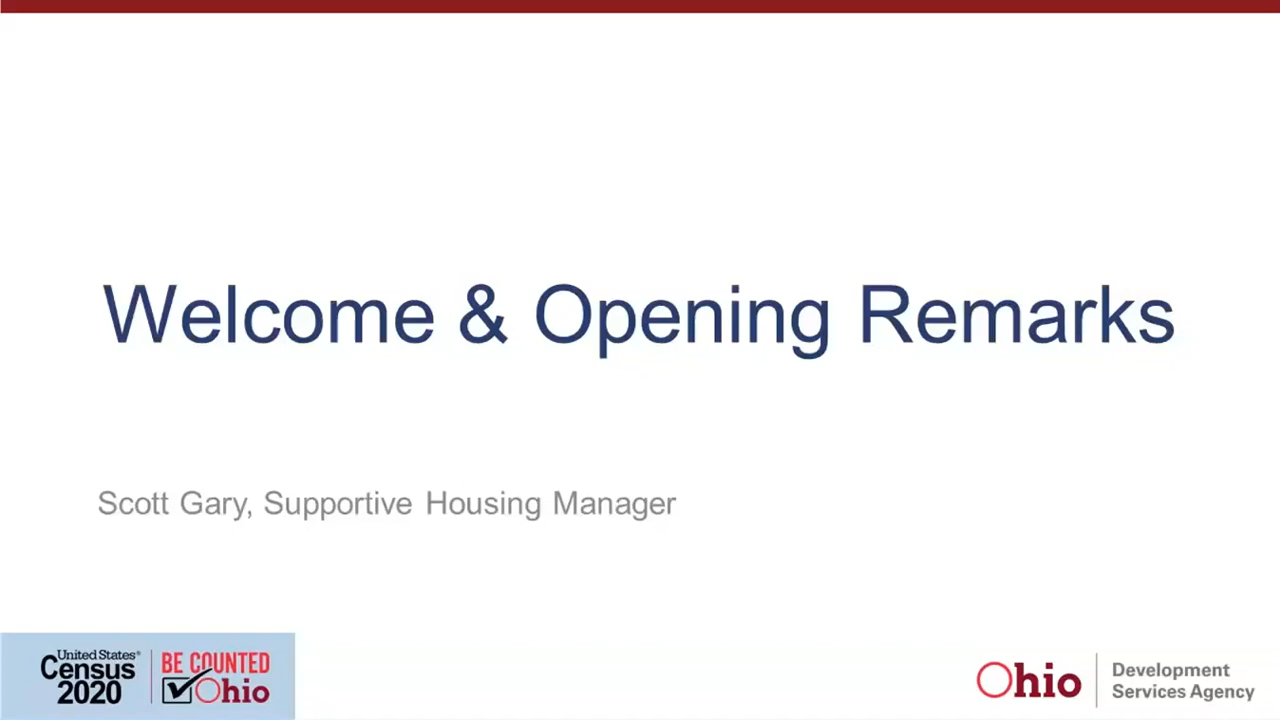 Welcome & Opening Remarks
Scott Gary, Supportive Housing Manager
United States®
Census
2020
BE COUNTED
Ohio
Ohio
Development
Services Agency